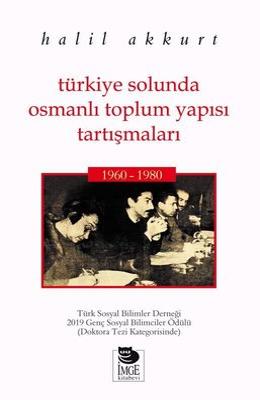 halil akkurt
türkiye solunda
osmanlı toplum yapısı
tartışmaları
1960 - 1980
Türk Sosyal Bilimler Derneği
2019 Genç Sosyal Bilimciler Ödülü
(Doktora Tezi Kategorisinde)
İMGE
kitabevi